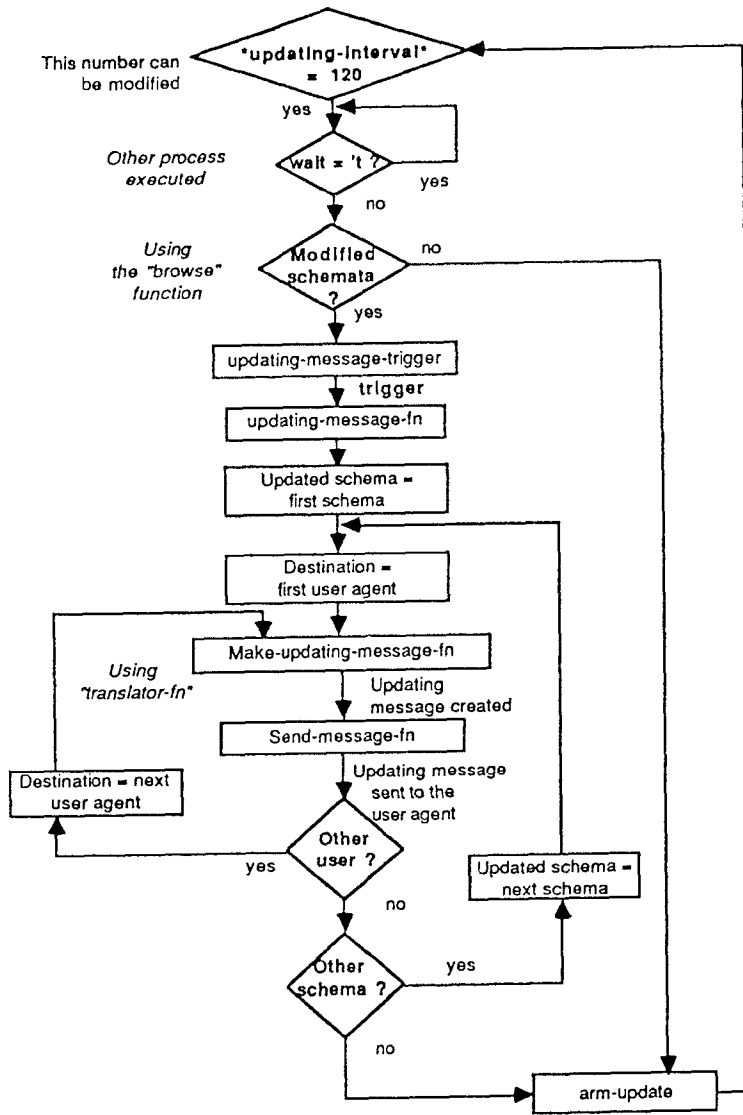 *updating-interval*
= 120
This number can
be modified
yes
Other process
executed
wait = 't ?
yes
no
Using
the "browse"
function
Modified
schemata
?
no
yes
updating-message-trigger
trigger
updating-message-fn
Updated schema =
first schema
Destination =
first user agent
Make-updating-message-fn
Using
"translator-fn"
Updating
message created
Send-message-fn
Destination = next
user agent
Updating message
sent to the
user agent
Other
user ?
yes
Updated schema =
next schema
no
Other
schema ?
yes
no
arm-update